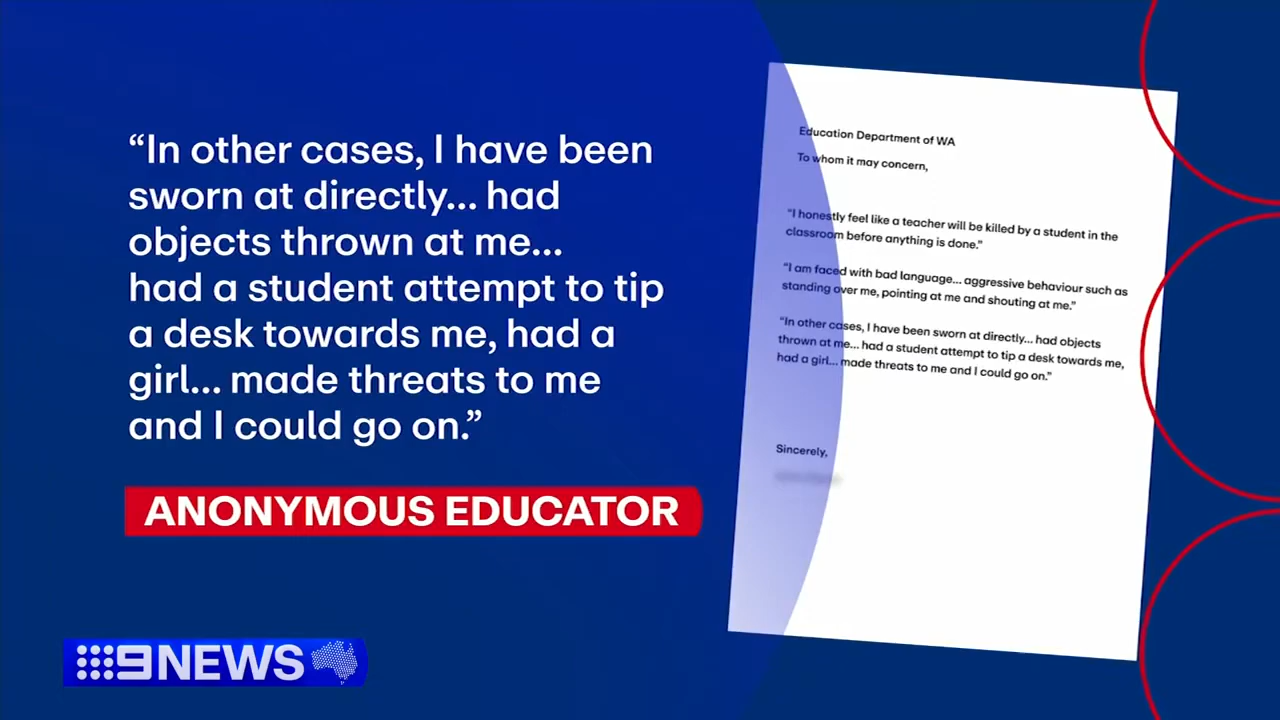 “In other cases, I have been
sworn at directly... had
objects thrown at me...
had a student attempt to tip
a desk towards me, had a
girl... made threats to me
and I could go on.”
ANONYMOUS EDUCATOR
9NEWS
Education Department of WA
To whom it may concern,
“I honestly feel like a teacher will be killed by a student in the
classroom before anything is done.”
“I am faced with bad language... aggressive behaviour such as
standing over me, pointing at me and shouting at me.”
“In other cases, I have been sworn at directly... had objects
thrown at me... had a student attempt to tip a desk towards me,
had a girl... made threats to me and I could go on.”
Sincerely,